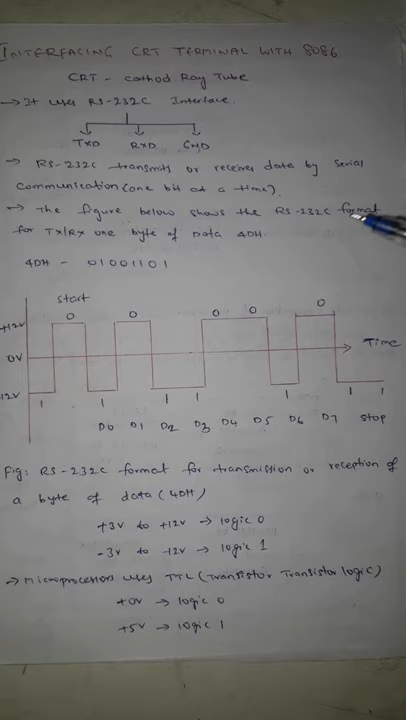 INTERFACING CRT TERMINAL WITH 8086
CRT - Cathod Ray Tube
→ It uses RS-232C Interface.
TXD RXD GND
→ RS-232C transmits or receives data by serial
communication (one bit at a time).
→ The figure below shows the RS-232C format
for TX/RX one byte of Data 4DH.
4DH - 01001101
start
0 0 0 0 0
+12V
0V
Time
12V
1 1 1 1 1 1 1
D0 D1 D2 D3 D4 D5 D6 D7 stop
Fig: RS-232C format for transmission or reception of
a byte of data (4DH)
+3V to +12V → logic 0
-3V to -12V → logic 1
→ Microprocessors uses TTL (Transistor Transistor logic)
+0V → logic 0
+5V → logic 1